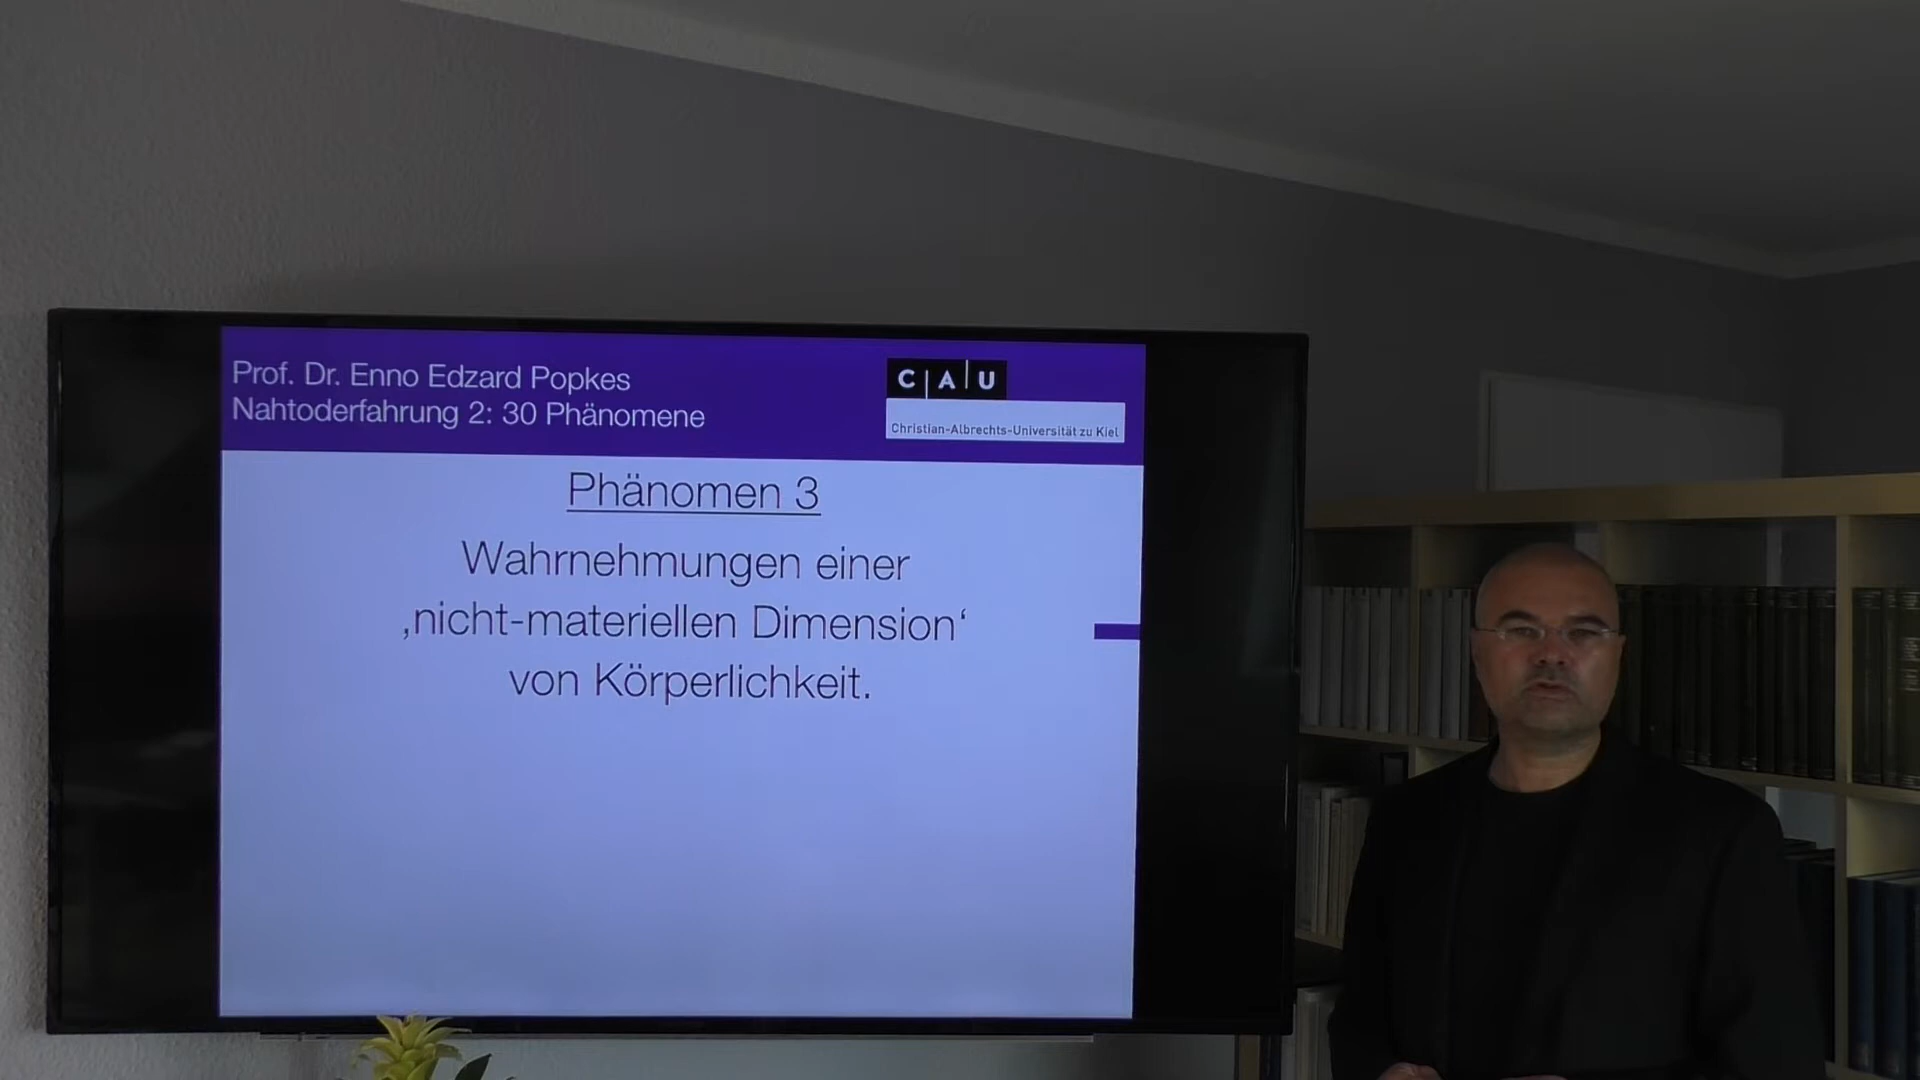 Prof. Dr. Enno Edzard Popkes
Nahtoderfahrung 2: 30 Phänomene
C|A|U
Christian-Albrechts-Universität zu Kiel
Phänomen 3
Wahrnehmungen einer
‚nicht-materiellen Dimension‘
von Körperlichkeit.